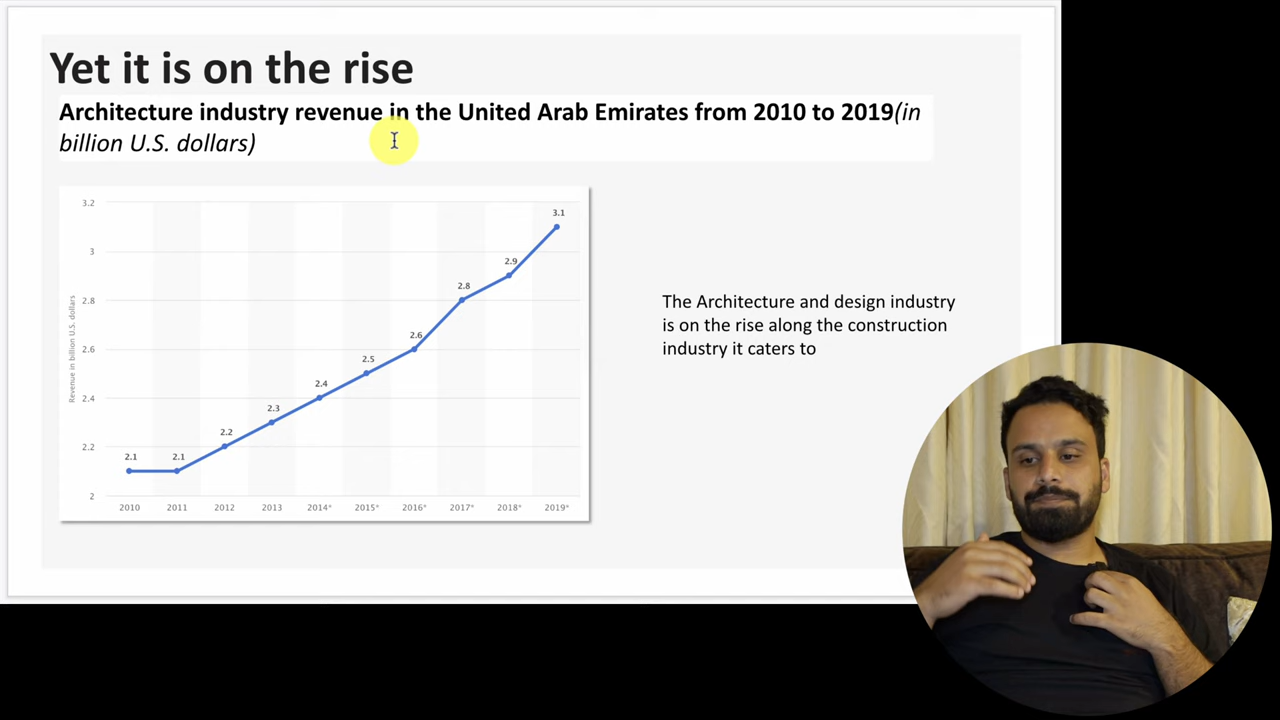 Yet it is on the rise
Architecture industry revenue in the United Arab Emirates from 2010 to 2019(in
billion U.S. dollars)
3.2
3
2.8
2.6
2.4
2.2
2
Revenue in billion U.S. dollars
2.1
2.1
2.2
2.3
2.4
2.5
2.6
2.8
2.9
3.1
2010 2011 2012 2013 2014* 2015* 2016* 2017* 2018* 2019*
The Architecture and design industry
is on the rise along the construction
industry it caters to